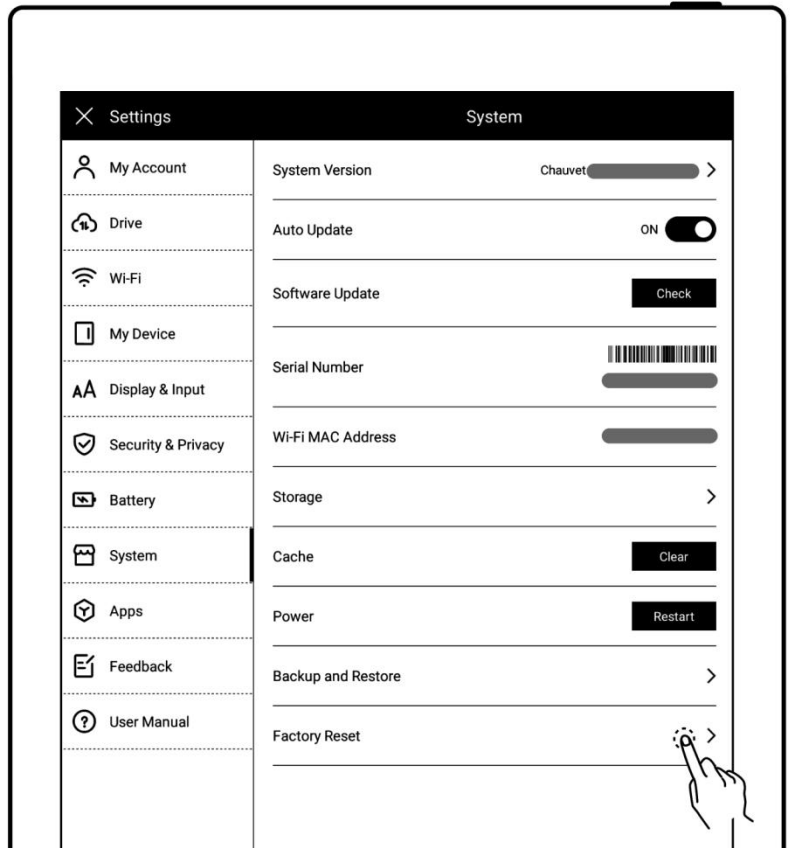 Settings
System
My Account
Drive
Wi-Fi
My Device
AA Display & Input
Security & Privacy
Battery
System
Apps
Feedback
User Manual
System Version Chauvet
Auto Update ON
Software Update Check
Serial Number
Wi-Fi MAC Address
Storage
Cache Clear
Power Restart
Backup and Restore
Factory Reset